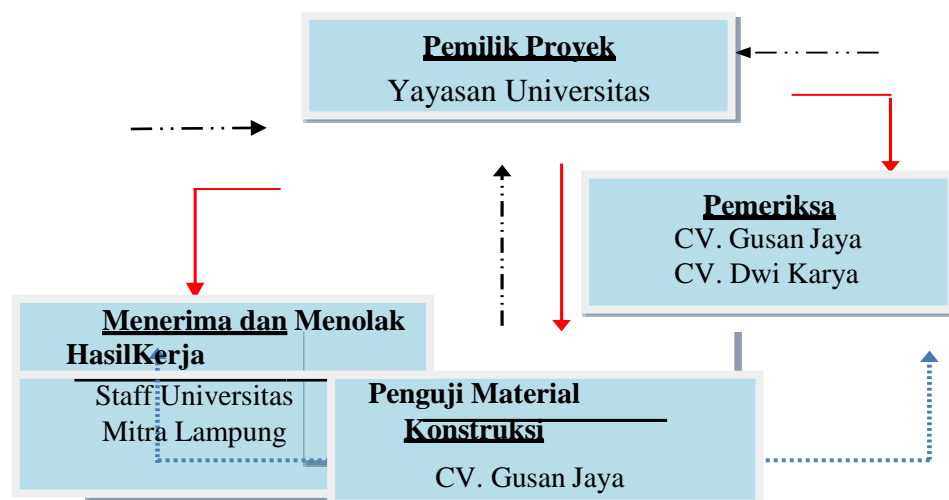 Pemilik Proyek
Yayasan Universitas
Pemeriksa
CV. Gusan Jaya
CV. Dwi Karya
Menerima dan Menolak
HasilKerja
Staff Universitas
Mitra Lampung
Penguji Material
Konstruksi
CV. Gusan Jaya